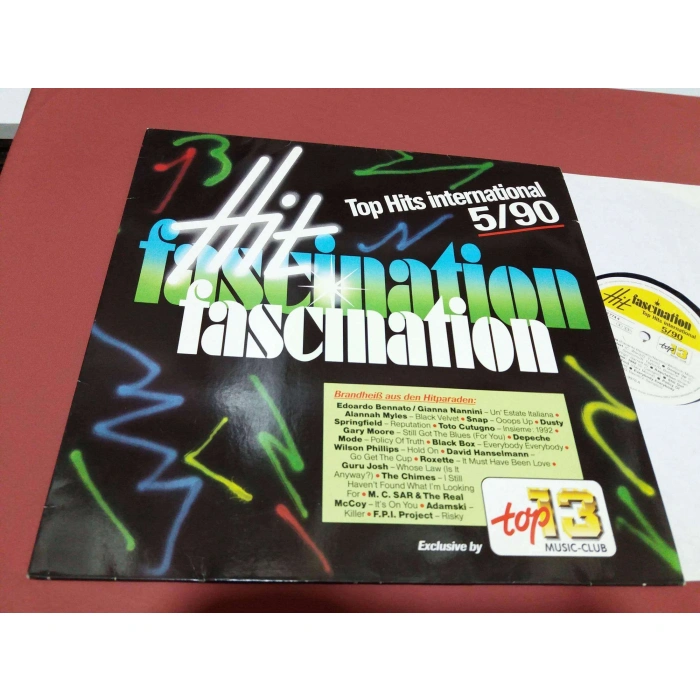 13
Hit
Top Hits international
5/90
fascination
fascination
Brandheiß aus den Hitparaden:
Edoardo Bennato / Gianna Nannini – Un' Estate Italiana •
Alannah Myles – Black Velvet • Snap – Ooops Up • Dusty
Springfield – Reputation • Toto Cutugno – Insieme: 1992 •
Gary Moore – Still Got The Blues (For You) • Depeche
Mode – Policy Of Truth • Black Box – Everybody Everybody •
Wilson Phillips – Hold On • David Hanselmann –
Go Get The Cup • Roxette – It Must Have Been Love •
Guru Josh – Whose Law (Is It
Anyway?) • The Chimes – I Still
Haven't Found What I'm Looking
For • M. C. SAR & The Real
McCoy – It's On You • Adamski –
Killer • F.P.I. Project – Risky
Exclusive by
top 13
MUSIC-CLUB
Hit fascination
Top Hits international
5/90
top 13